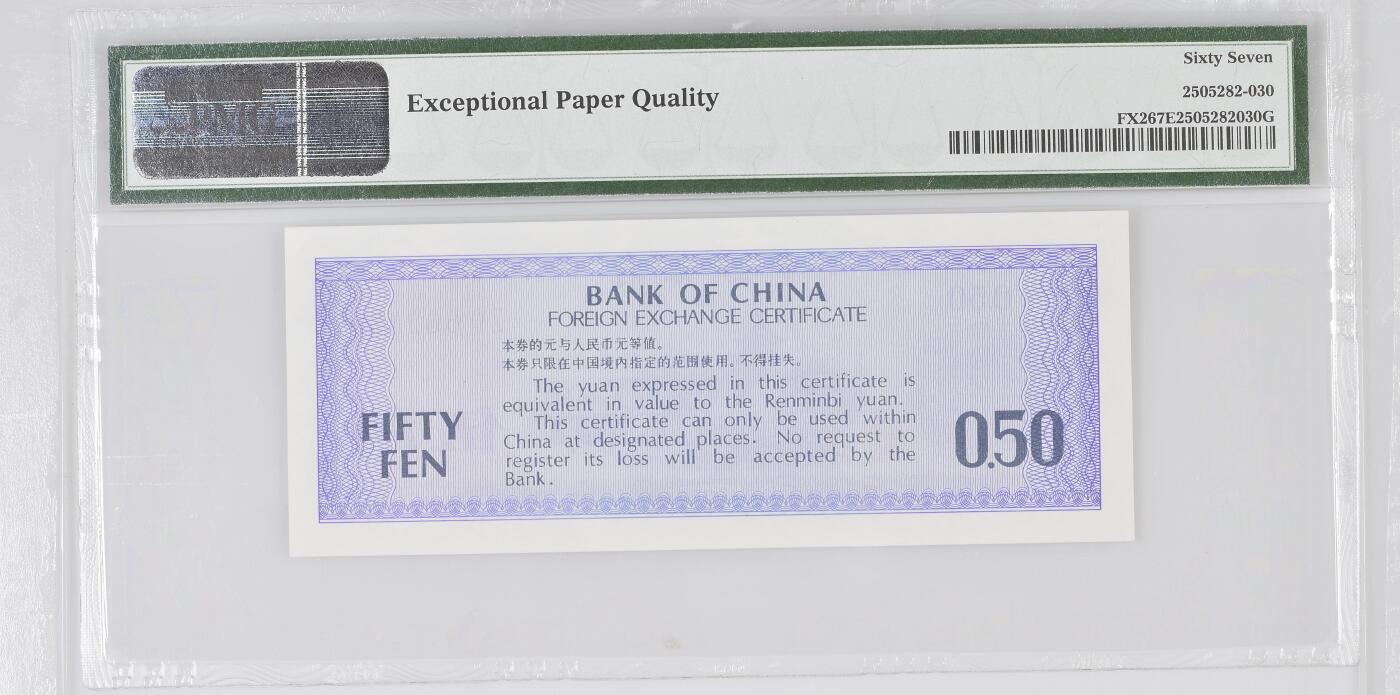 Sixty Seven
PMG
Exceptional Paper Quality
2505282-030
FX267E2505282030G
BANK OF CHINA
FOREIGN EXCHANGE CERTIFICATE
本券的元与人民币元等值。
本券只限在中国境内指定的范围使用。不得挂失。
The yuan expressed in this certificate is
equivalent in value to the Renminbi yuan.
This certificate can only be used within
China at designated places. No request to
register its loss will be accepted by the
Bank.
FIFTY
FEN
0.50